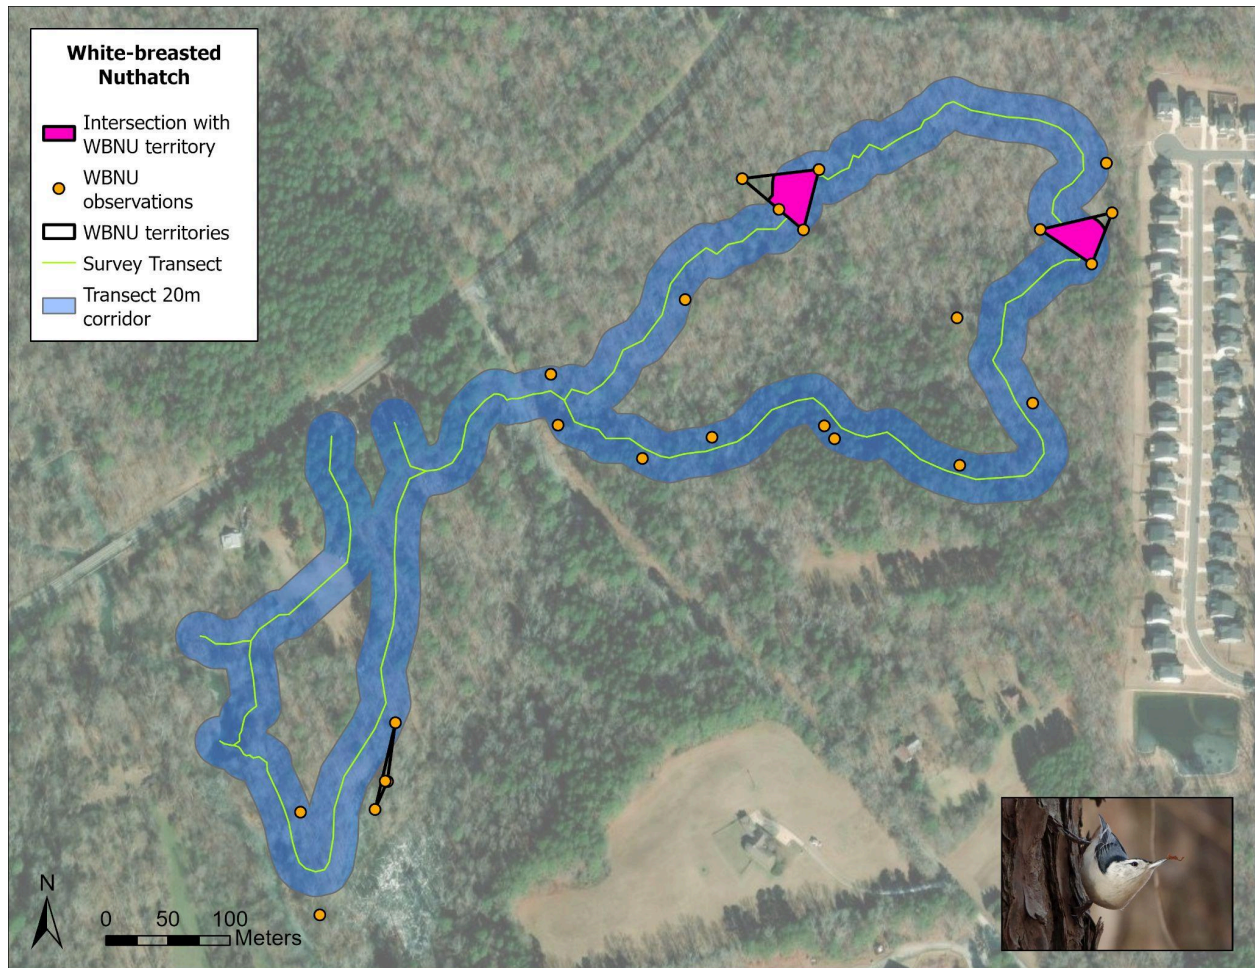 White-breasted
Nuthatch
Intersection with
WBNU territory
WBNU
observations
WBNU territories
Survey Transect
Transect 20m
corridor
N
0 50 100
Meters